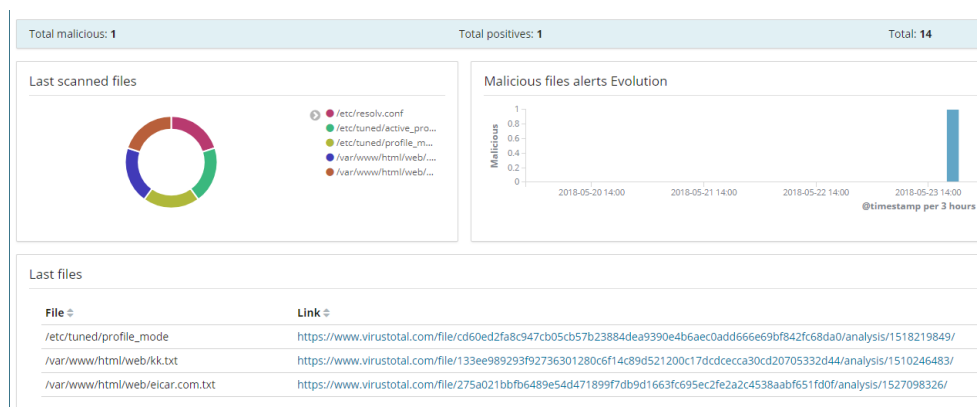 Total malicious: 1 Total positives: 1 Total: 14
Last scanned files
/etc/resolv.conf
/etc/tuned/active_pro...
/etc/tuned/profile_m...
/var/www/html/web/....
/var/www/html/web/...
Malicious files alerts Evolution
Malicious
1
0.8
0.6
0.4
0.2
0
2018-05-20 14:00 2018-05-21 14:00 2018-05-22 14:00 2018-05-23 14:00
@timestamp per 3 hours
Last files
File Link
/etc/tuned/profile_mode https://www.virustotal.com/file/cd60ed2fa8c947cb05cb57b23884dea9390e4b6aec0add666e69bf842fc68da0/analysis/1518219849/
/var/www/html/web/kk.txt https://www.virustotal.com/file/133ee989293f92736301280c6f14c89d521200c17dcdcecca30cd20705332d44/analysis/1510246483/
/var/www/html/web/eicar.com.txt https://www.virustotal.com/file/275a021bbfb6489e54d471899f7db9d1663fc695ec2fe2a2c4538aabf651fd0f/analysis/1527098326/